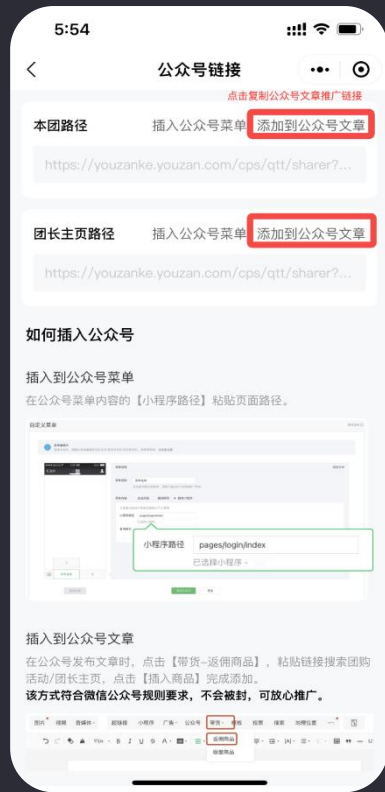 5:54
公众号链接
点击复制公众号文章推广链接
本团路径 插入公众号菜单 添加到公众号文章
https://youzanke.youzan.com/cps/qtt/sharer?...
团长主页路径 插入公众号菜单 添加到公众号文章
https://youzanke.youzan.com/cps/qtt/sharer?...
如何插入公众号
插入到公众号菜单
在公众号菜单内容的【小程序路径】粘贴页面路径。
自定义菜单
小程序路径 pages/login/index
已选择小程序。
插入到公众号文章
在公众号发布文章时，点击【带货-返佣商品】，粘贴链接搜索团购
活动/团长主页，点击【插入商品】完成添加。
该方式符合微信公众号规则要求，不会被封，可放心推广。
图片 视频 音频 超链接 小程序 广告 公众号 带货 投票 搜索 地理位置
返佣商品